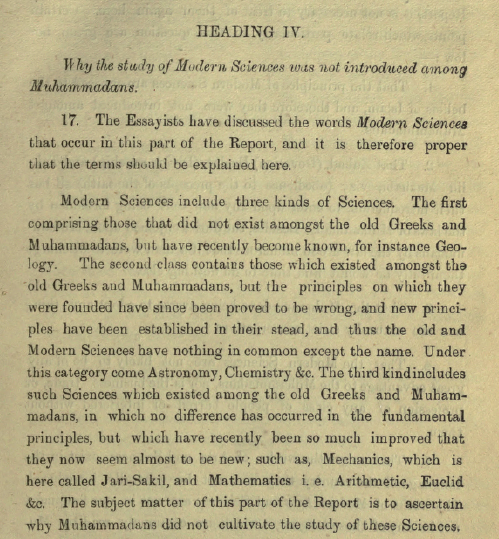 HEADING IV.
Why the study of Modern Sciences was not introduced among
Muhammadans.
17. The Essayists have discussed the words Modern Sciences
that occur in this part of the Report, and it is therefore proper
that the terms should be explained here.
Modern Sciences include three kinds of Sciences. The first
comprising those that did not exist amongst the old Greeks and
Muhammadans, but have recently become known, for instance Geo-
logy. The second class contains those which existed amongst the
old Greeks and Muhammadans, but the principles on which they
were founded have since been proved to be wrong, and new princi-
ples have been established in their stead, and thus the old and
Modern Sciences have nothing in common except the name. Under
this category come Astronomy, Chemistry &c. The third kind includes
such Sciences which existed among the old Greeks and Muham-
madans, in which no difference has occurred in the fundamental
principles, but which have recently been so much improved that
they now seem almost to be new; such as, Mechanics, which is
here called Jari-Sakil, and Mathematics i. e. Arithmetic, Euclid
&c. The subject matter of this part of the Report is to ascertain
why Muhammadans did not cultivate the study of these Sciences.